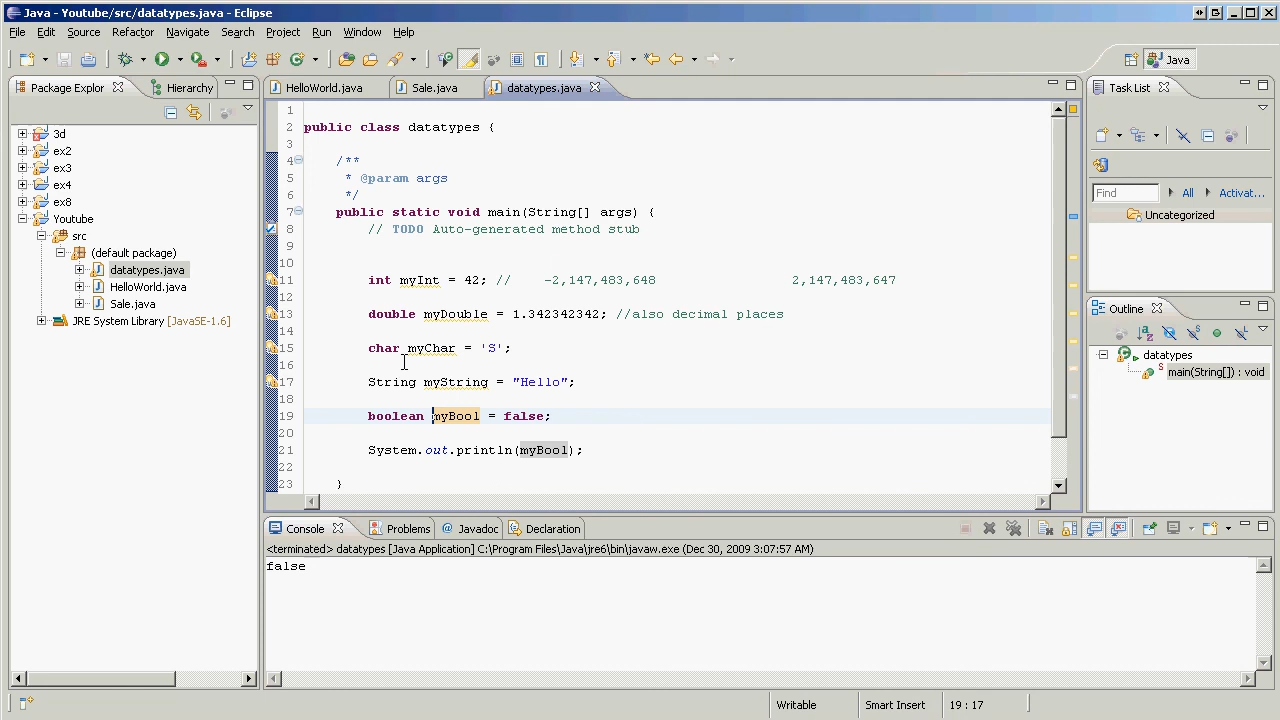 Java - Youtube/src/datatypes.java - Eclipse
File Edit Source Refactor Navigate Search Project Run Window Help
Java
Package Explor Hierarchy
HelloWorld.java Sale.java datatypes.java
Task List
3d
ex2
ex3
ex4
ex8
Youtube
src
(default package)
datatypes.java
HelloWorld.java
Sale.java
JRE System Library [JavaSE-1.6]
1
2 public class datatypes {
3
4 /**
5 * @param args
6 */
7 public static void main(String[] args) {
8 // TODO Auto-generated method stub
9
10
11 int myInt = 42; // -2,147,483,648 2,147,483,647
12
13 double myDouble = 1.342342342; //also decimal places
14
15 char myChar = 'S';
16
17 String myString = "Hello";
18
19 boolean myBool = false;
20
21 System.out.println(myBool);
22
23 }
Find All Activat...
Uncategorized
Outline
datatypes
main(String[]) : void
Console Problems @ Javadoc Declaration
<terminated> datatypes [Java Application] C:\Program Files\Java\jre6\bin\javaw.exe (Dec 30, 2009 3:07:57 AM)
false
Writable Smart Insert 19 : 17